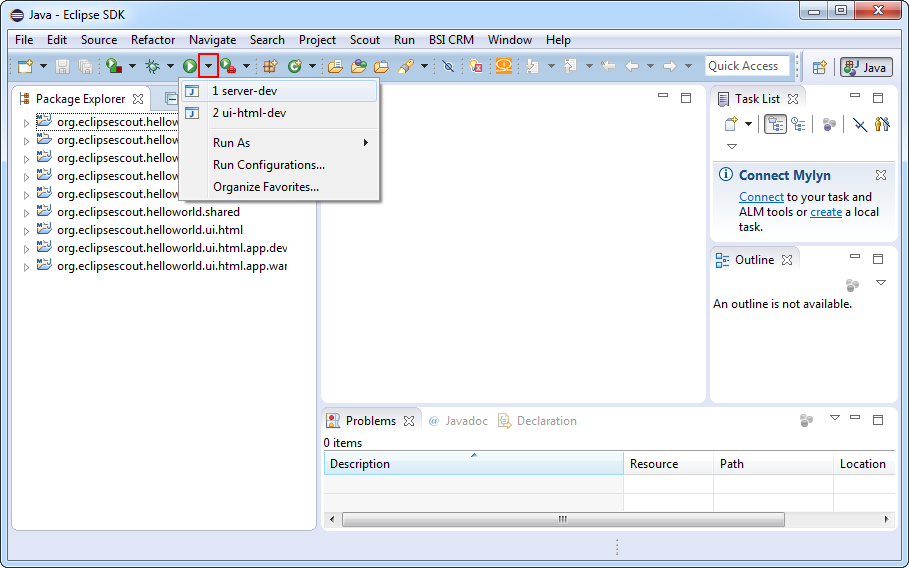 Java - Eclipse SDK
File Edit Source Refactor Navigate Search Project Scout Run BSI CRM Window Help
Quick Access
Java
Package Explorer
1 server-dev
2 ui-html-dev
Run As
Run Configurations...
Organize Favorites...
org.eclipsescout.hellow
org.eclipsescout.hellow
org.eclipsescout.hellow
org.eclipsescout.hellow
org.eclipsescout.hellow
org.eclipsescout.helloworld.shared
org.eclipsescout.helloworld.ui.html
org.eclipsescout.helloworld.ui.html.app.dev
org.eclipsescout.helloworld.ui.html.app.war
Task List
Connect Mylyn
Connect to your task and
ALM tools or create a local
task.
Outline
An outline is not available.
Problems @ Javadoc Declaration
0 items
Description Resource Path Location